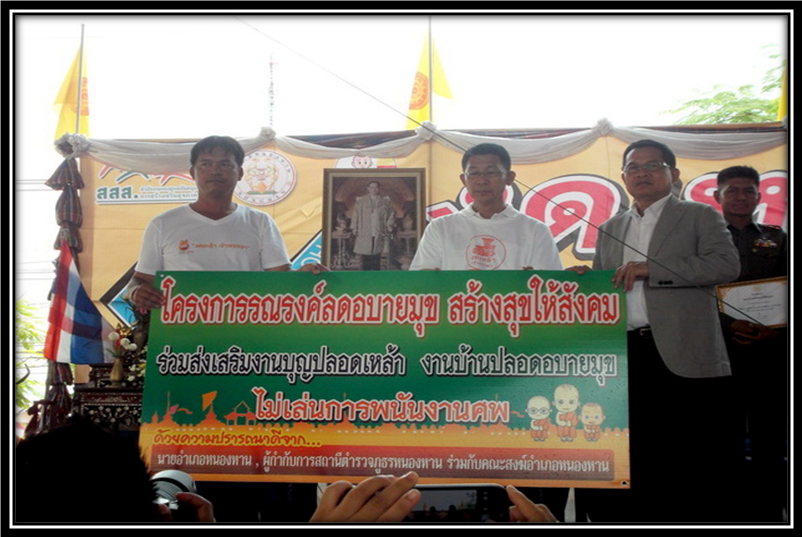 สสส.
โครงการรณรงค์ลดอบายมุข สร้างสุขให้สังคม
ร่วมส่งเสริมงานบุญปลอดเหล้า งานบ้านปลอดอบายมุข
ไม่เล่นการพนันงานศพ
ด้วยความปรารถนาดีจาก...
นายอำเภอหนองหาน , ผู้กำกับการสถานีตำรวจภูธรหนองหาน ร่วมกับคณะสงฆ์อำเภอหนองหาน